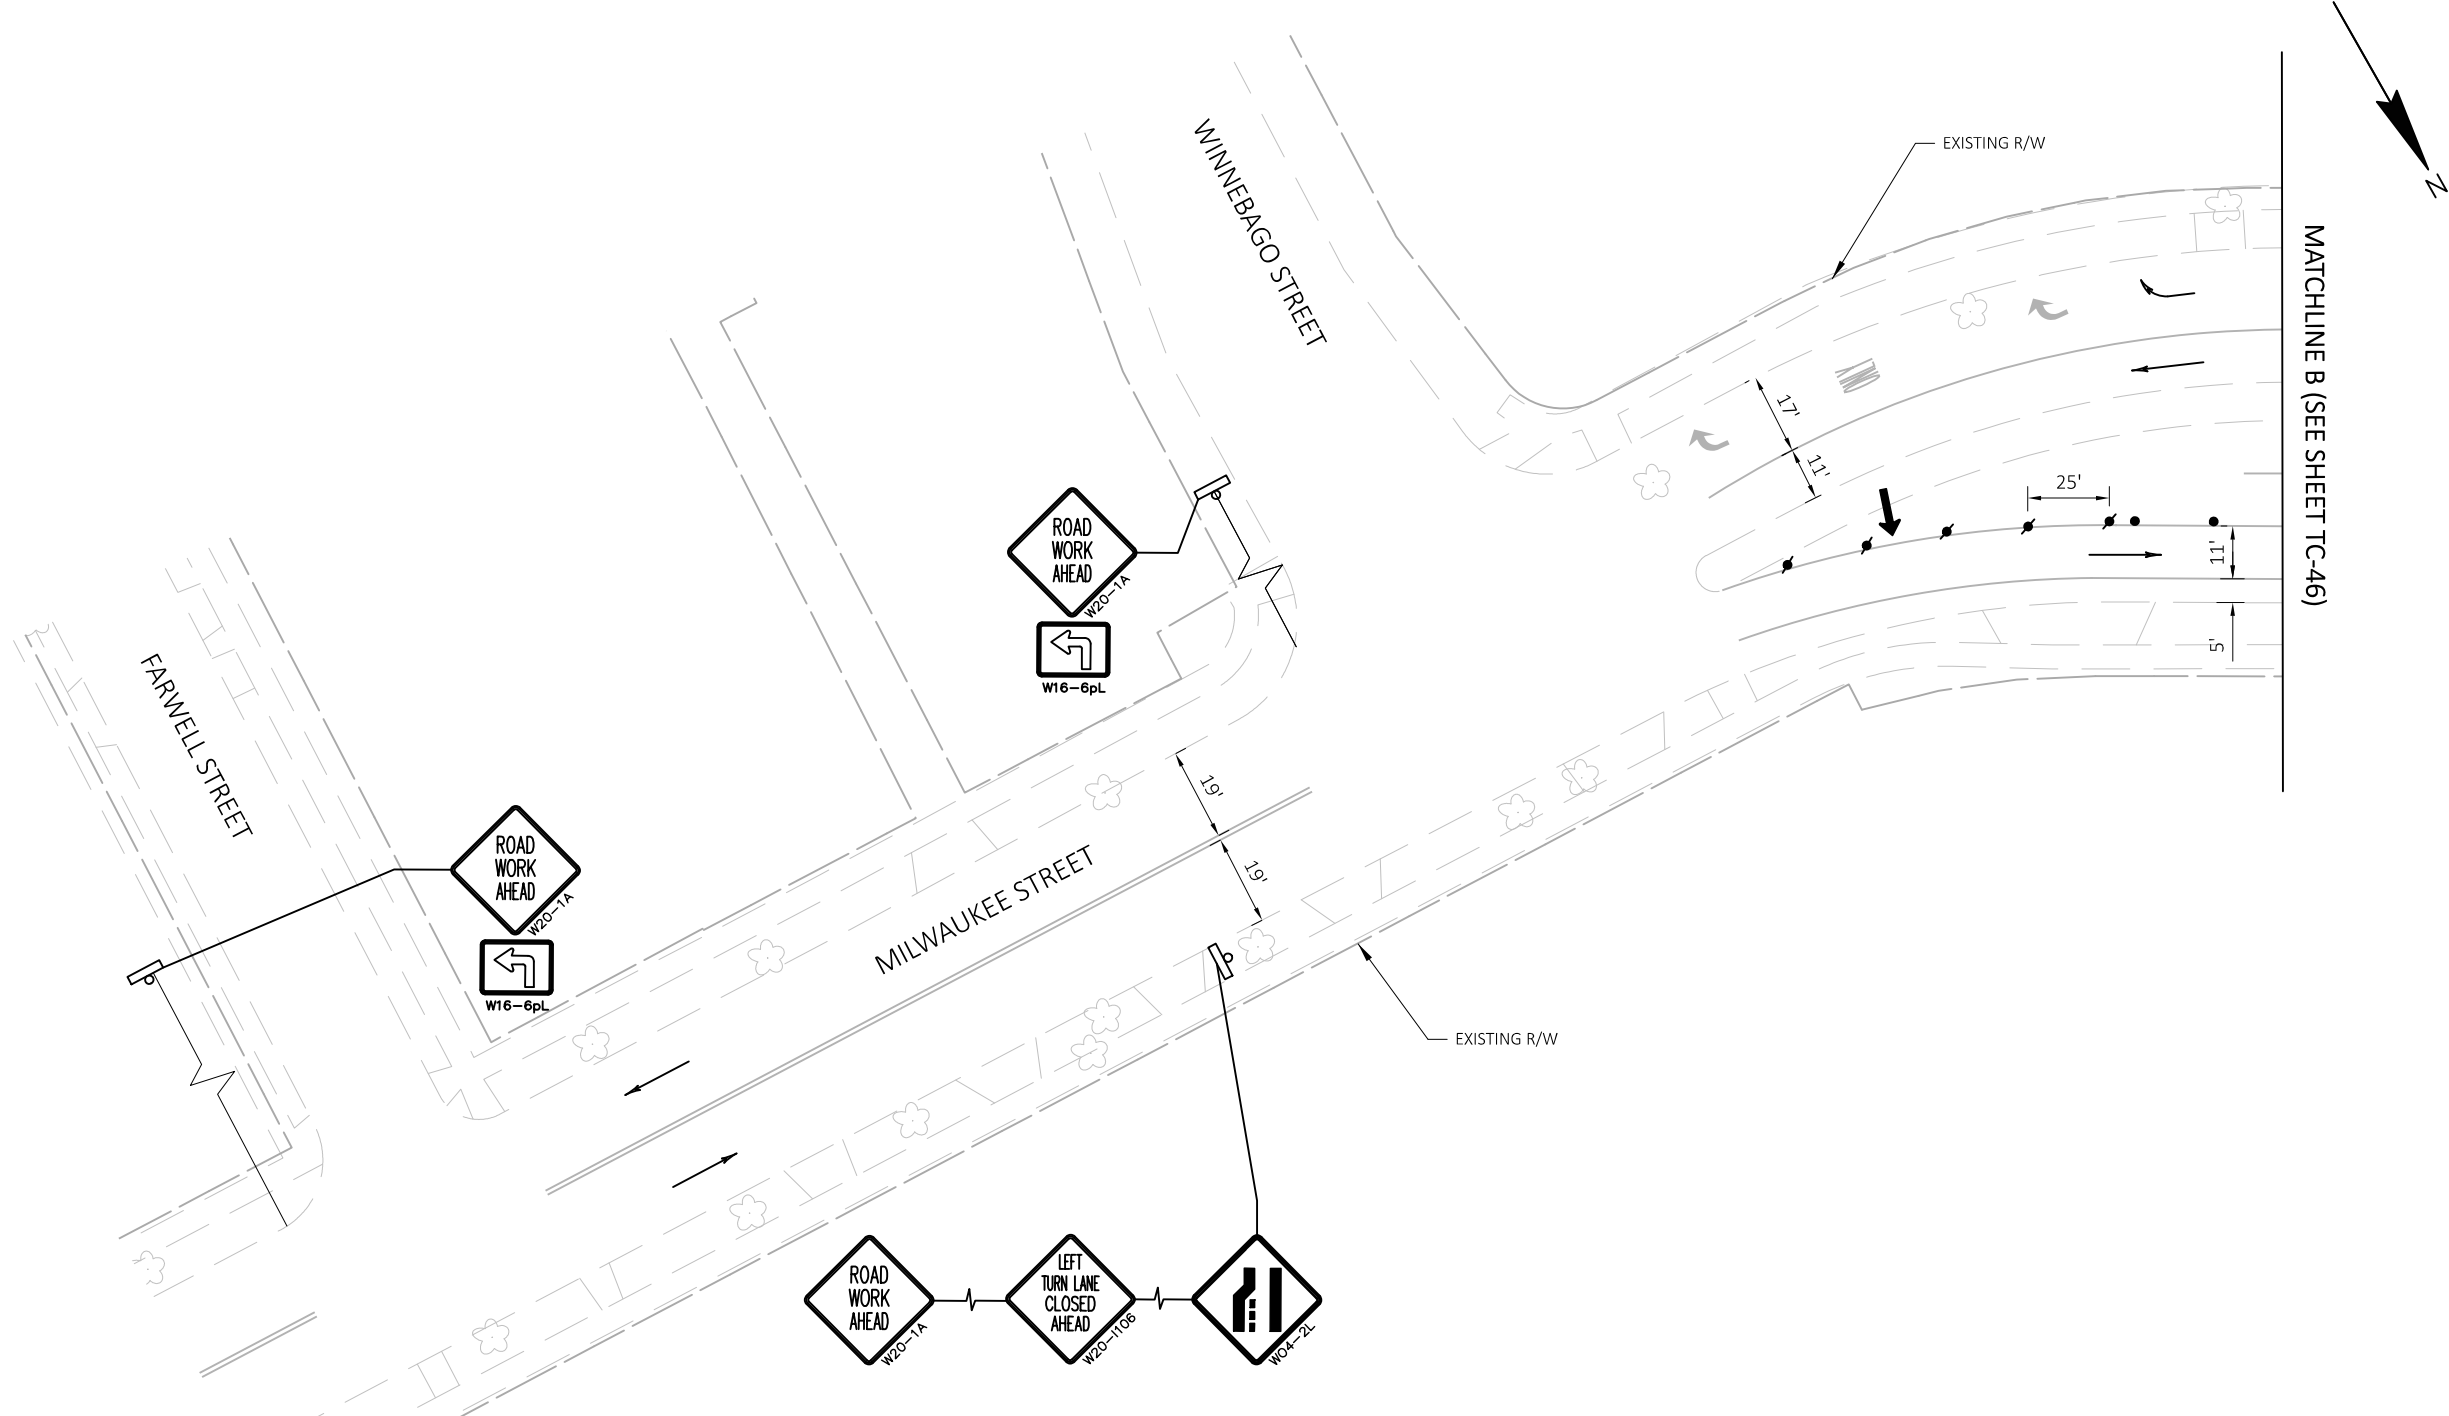 N
EXISTING R/W
WINNEBAGO STREET
MATCHLINE B (SEE SHEET TC-46)
17'
11'
25'
11'
5'
ROAD
WORK
AHEAD
W20-1A
W16-6pL
FARWELL STREET
19'
19'
MILWAUKEE STREET
ROAD
WORK
AHEAD
W20-1A
W16-6pL
EXISTING R/W
ROAD
WORK
AHEAD
W20-1A
LEFT
TURN LANE
CLOSED
AHEAD
W20-I106
W04-2L